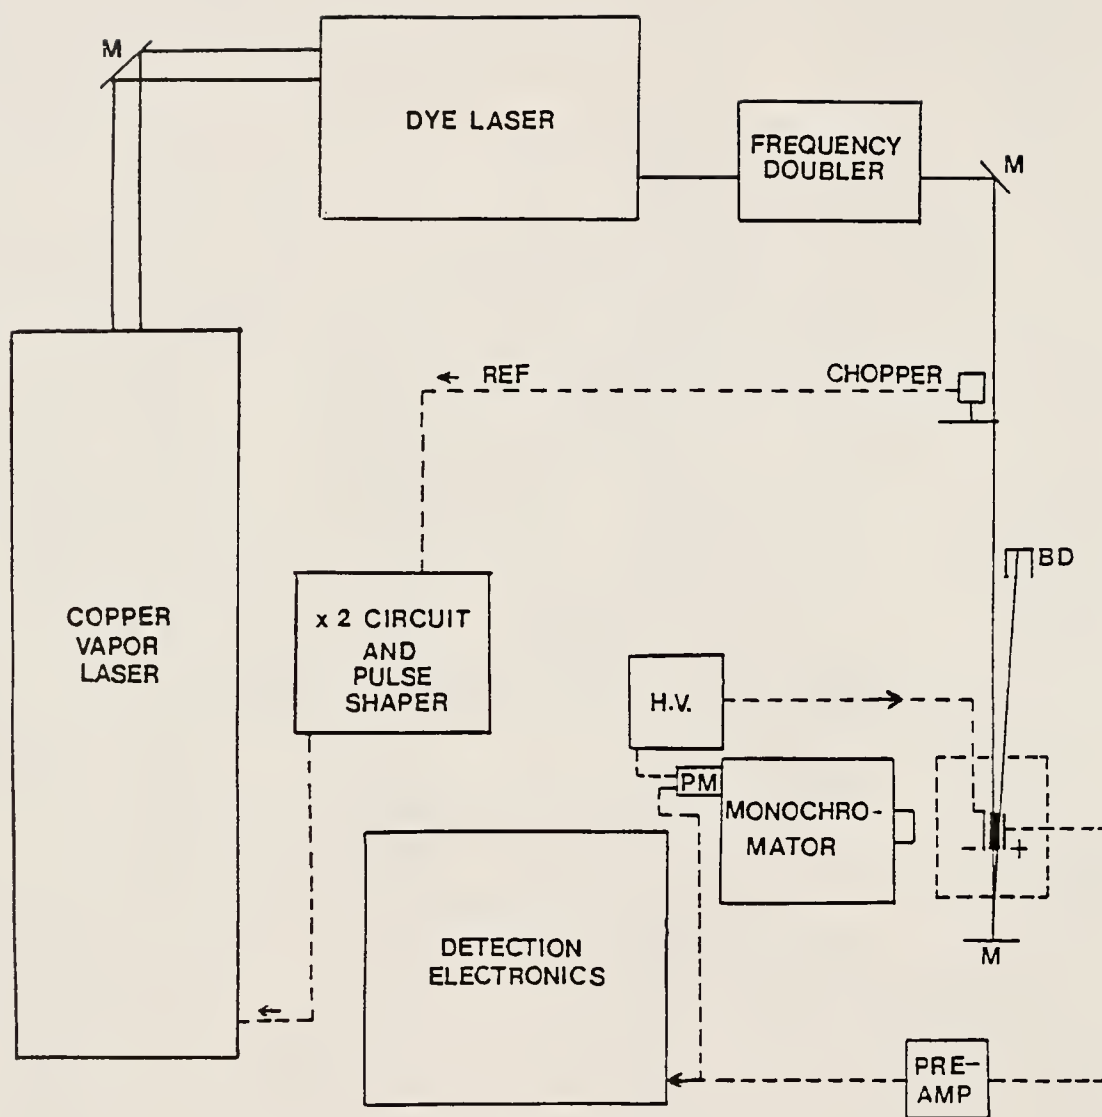 M
DYE LASER
FREQUENCY
DOUBLER
M
REF
CHOPPER
BD
COPPER
VAPOR
LASER
x 2 CIRCUIT
AND
PULSE
SHAPER
H.V.
PM
MONOCHRO-
MATOR
- +
M
DETECTION
ELECTRONICS
PRE-
AMP